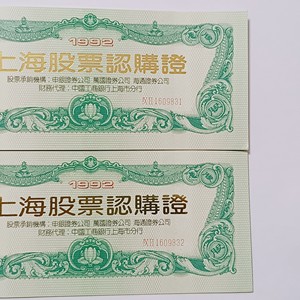 1992
上海股票認購證
股票承銷機構：申銀證券公司 萬國證券公司 海通證券公司
財務代理：中國工商銀行上海市分行
1609831
1992
上海股票認購證
股票承銷機構：申銀證券公司 萬國證券公司 海通證券公司
財務代理：中國工商銀行上海市分行
1609832